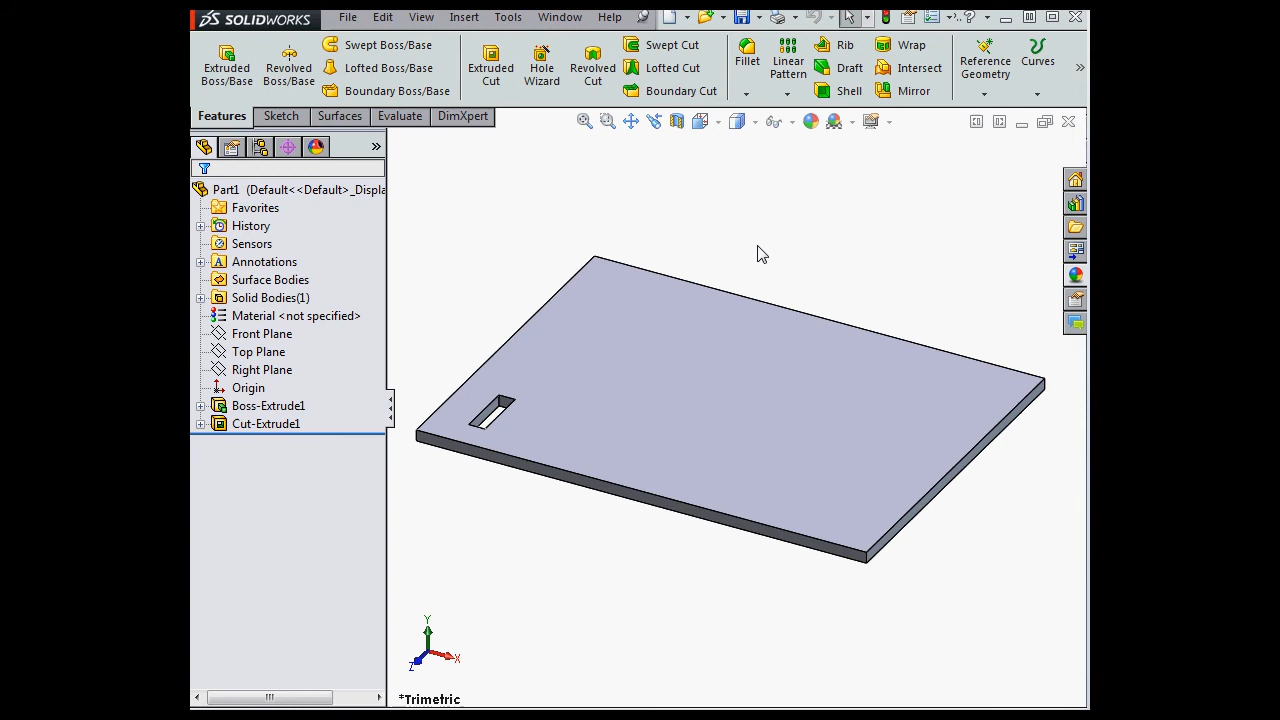 SOLIDWORKS File Edit View Insert Tools Window Help
Extruded Boss/Base
Revolved Boss/Base
Swept Boss/Base
Lofted Boss/Base
Boundary Boss/Base
Extruded Cut
Hole Wizard
Revolved Cut
Swept Cut
Lofted Cut
Boundary Cut
Fillet
Linear Pattern
Rib
Draft
Shell
Wrap
Intersect
Mirror
Reference Geometry
Curves
Features Sketch Surfaces Evaluate DimXpert
Part1 (Default<<Default>_Displa
Favorites
History
Sensors
Annotations
Surface Bodies
Solid Bodies(1)
Material <not specified>
Front Plane
Top Plane
Right Plane
Origin
Boss-Extrude1
Cut-Extrude1
Y
X
Z
*Trimetric